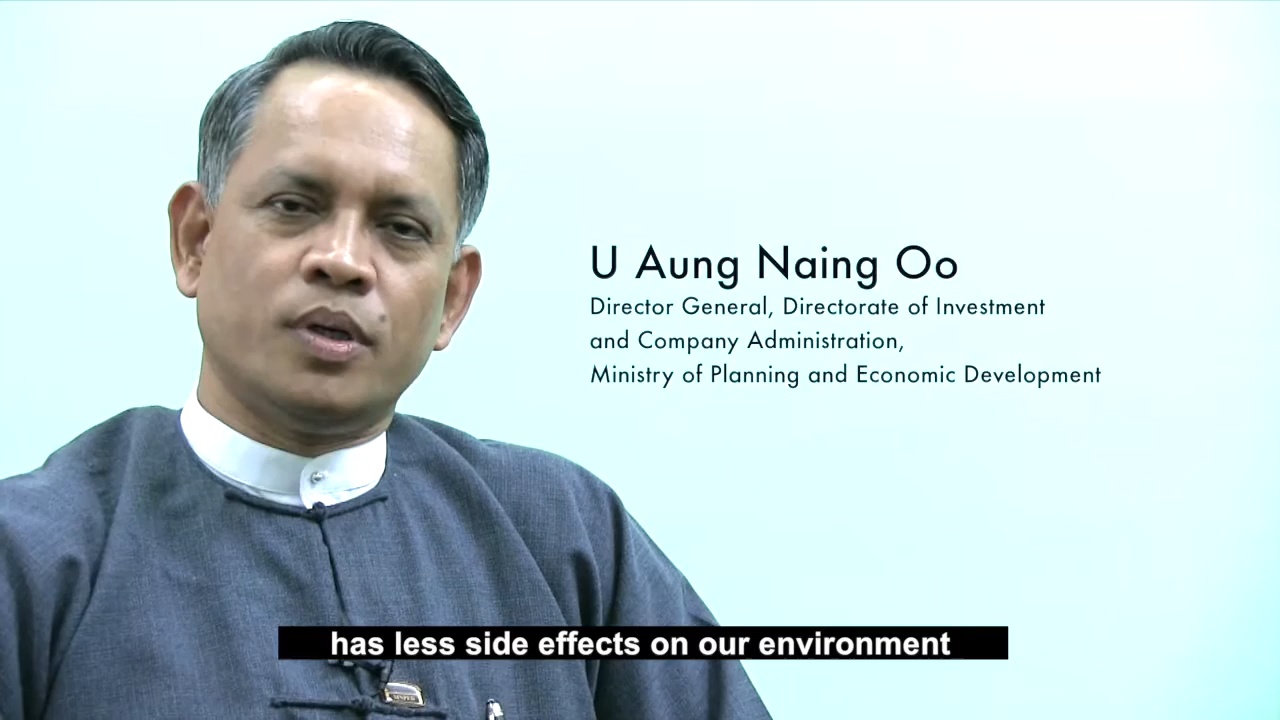 U Aung Naing Oo
Director General, Directorate of Investment
and Company Administration,
Ministry of Planning and Economic Development
has less side effects on our environment